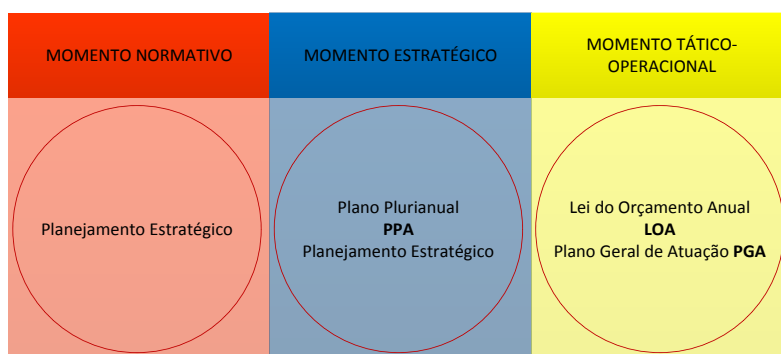 MOMENTO NORMATIVO
MOMENTO ESTRATÉGICO
MOMENTO TÁTICO-
OPERACIONAL
Planejamento Estratégico
Plano Plurianual
PPA
Planejamento Estratégico
Lei do Orçamento Anual
LOA
Plano Geral de Atuação PGA